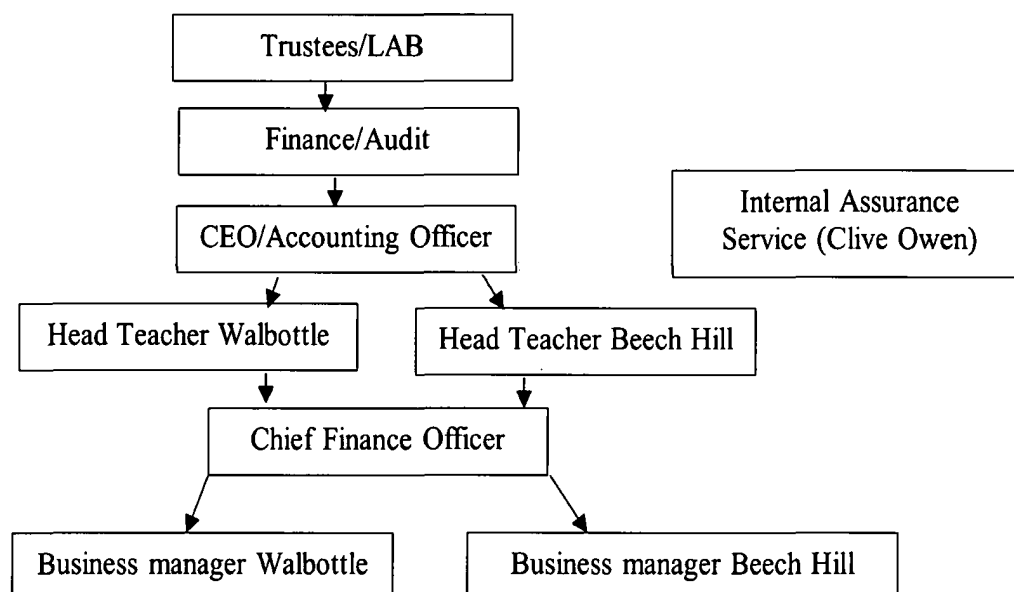 Trustees/LAB
Finance/Audit
CEO/Accounting Officer
Internal Assurance
Service (Clive Owen)
Head Teacher Walbottle
Head Teacher Beech Hill
Chief Finance Officer
Business manager Walbottle
Business manager Beech Hill